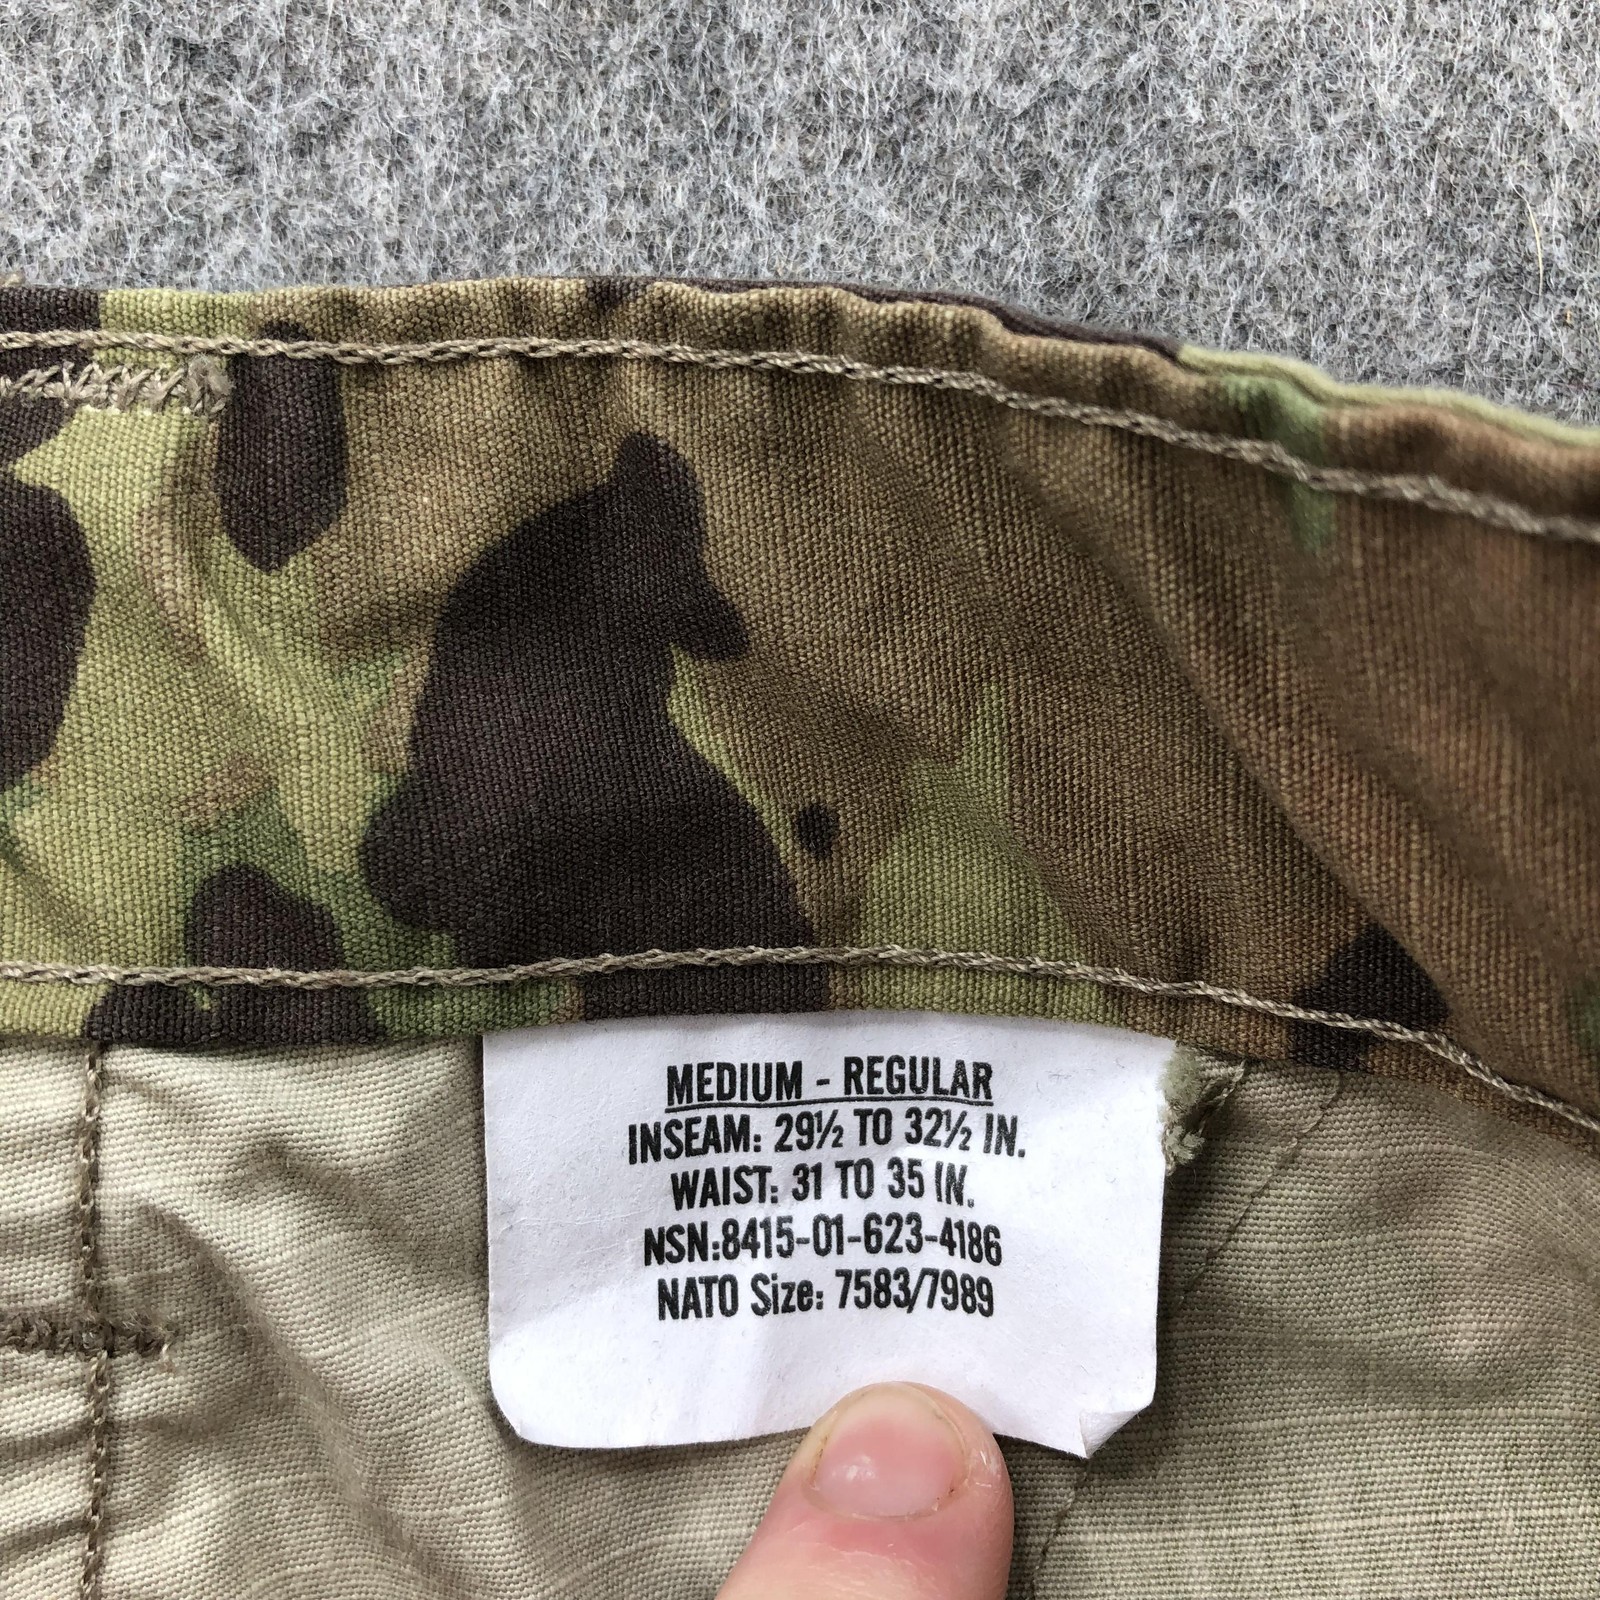 MEDIUM - REGULAR
INSEAM: 29½ TO 32½ IN.
WAIST: 31 TO 35 IN.
NSN:8415-01-623-4186
NATO Size: 7583/7989